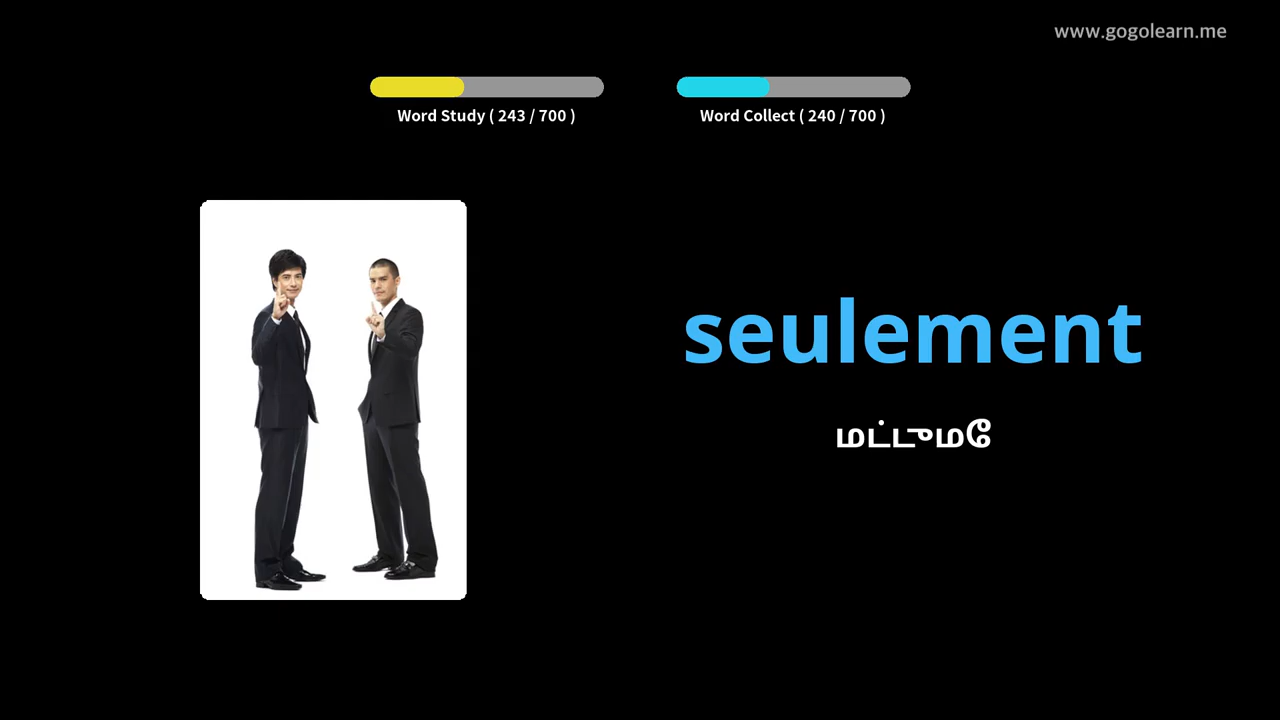 www.gogolearn.me
Word Study ( 243 / 700 )
Word Collect ( 240 / 700 )
seulement
மட்டுமே